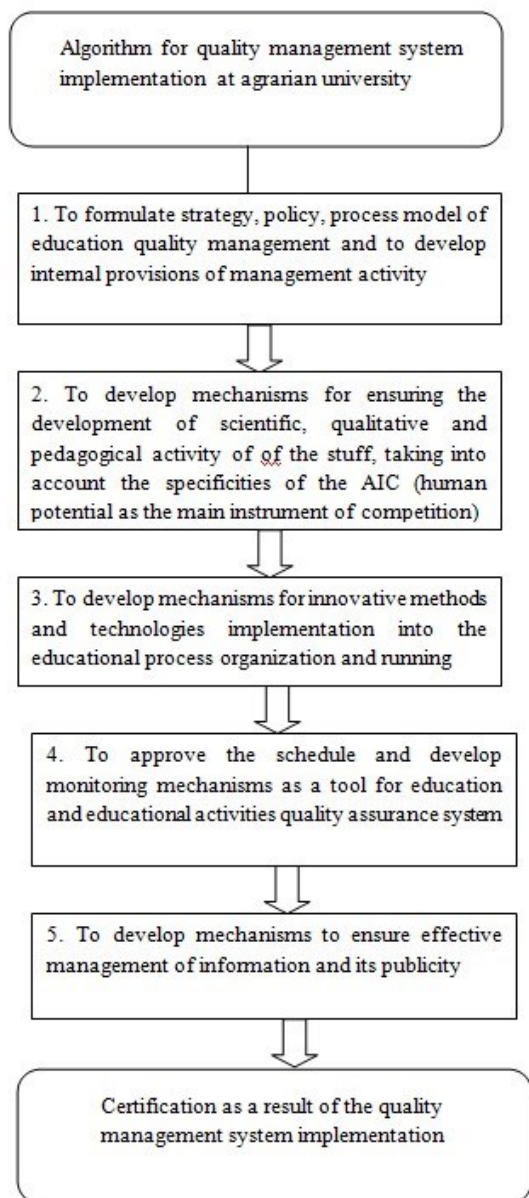 Algorithm for quality management system
implementation at agrarian university
1. To formulate strategy, policy, process model of
education quality management and to develop
internal provisions of management activity
2. To develop mechanisms for ensuring the
development of scientific, qualitative and
pedagogical activity of of the stuff, taking into
account the specificities of the AIC (human
potential as the main instrument of competition)
3. To develop mechanisms for innovative methods
and technologies implementation into the
educational process organization and running
4. To approve the schedule and develop
monitoring mechanisms as a tool for education
and educational activities quality assurance system
5. To develop mechanisms to ensure effective
management of information and its publicity
Certification as a result of the quality
management system implementation